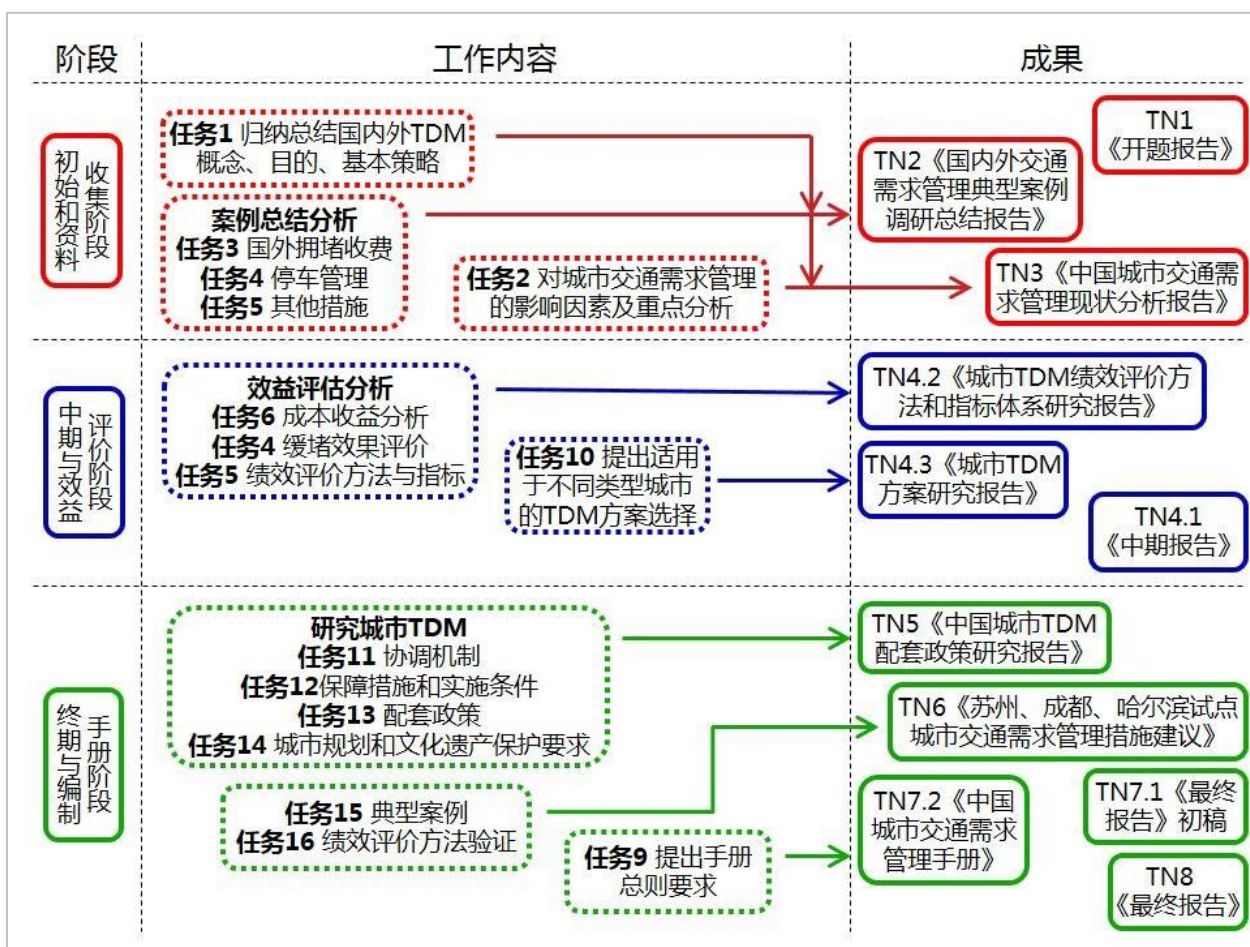 阶段
工作内容
成果
初始和资料
收集阶段
任务1 归纳总结国内外TDM
概念、目的、基本策略
案例总结分析
任务3 国外拥堵收费
任务4 停车管理
任务5 其他措施
任务2 对城市交通需求管理
的影响因素及重点分析
TN1
《开题报告》
TN2《国内外交通
需求管理典型案例
调研总结报告》
TN3《中国城市交通需
求管理现状分析报告》
中期与效益
评价阶段
效益评估分析
任务6 成本收益分析
任务4 缓堵效果评价
任务5 绩效评价方法与指标
任务10 提出适用
于不同类型城市
的TDM方案选择
TN4.2《城市TDM绩效评价方
法和指标体系研究报告》
TN4.3《城市TDM
方案研究报告》
TN4.1
《中期报告》
终期与编制
手册阶段
研究城市TDM
任务11 协调机制
任务12保障措施和实施条件
任务13 配套政策
任务14 城市规划和文化遗产保护要求
任务15 典型案例
任务16 绩效评价方法验证
任务9 提出手册
总则要求
TN5《中国城市TDM
配套政策研究报告》
TN6《苏州、成都、哈尔滨试点
城市交通需求管理措施建议》
TN7.2《中国
城市交通需求
管理手册》
TN7.1《最终
报告》初稿
TN8
《最终报告》